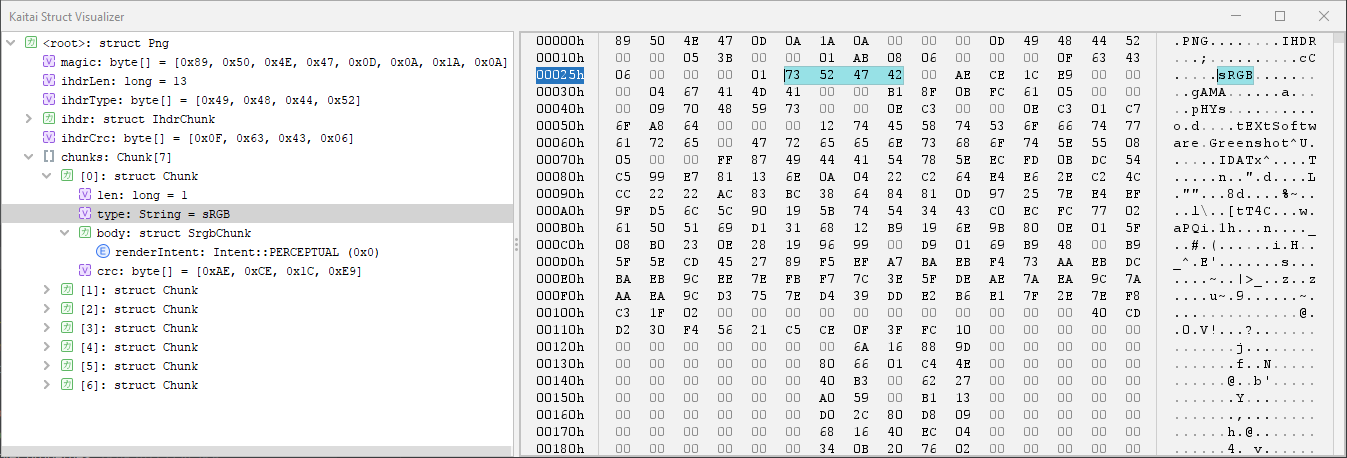 Kaitai Struct Visualizer
<root>: struct Png
magic: byte[] = [0x89, 0x50, 0x4E, 0x47, 0x0D, 0x0A, 0x1A, 0x0A]
ihdrLen: long = 13
ihdrType: byte[] = [0x49, 0x48, 0x44, 0x52]
ihdr: struct IhdrChunk
ihdrCrc: byte[] = [0x0F, 0x63, 0x43, 0x06]
chunks: Chunk[7]
[0]: struct Chunk
len: long = 1
type: String = sRGB
body: struct SrgbChunk
renderIntent: Intent::PERCEPTUAL (0x0)
crc: byte[] = [0xAE, 0xCE, 0x1C, 0xE9]
[1]: struct Chunk
[2]: struct Chunk
[3]: struct Chunk
[4]: struct Chunk
[5]: struct Chunk
[6]: struct Chunk
00000h 89 50 4E 47 0D 0A 1A 0A 00 00 00 0D 49 48 44 52 .PNG........IHDR
00010h 00 00 05 3B 00 00 01 AB 08 06 00 00 00 0F 63 43 ...;..........cC
00025h 06 00 00 00 01 73 52 47 42 00 AE CE 1C E9 00 00 .....sRGB.......
00030h 00 04 67 41 4D 41 00 00 B1 8F 0B FC 61 05 00 00 ..gAMA......a...
00040h 00 09 70 48 59 73 00 00 0E C3 00 00 0E C3 01 C7 ..pHYs..........
00050h 6F A8 64 00 00 00 12 74 45 58 74 53 6F 66 74 77 o.d....tEXtSoftw
00060h 61 72 65 00 47 72 65 65 6E 73 68 6F 74 5E 55 08 are.Greenshot^U.
00070h 05 00 00 FF 87 49 44 41 54 78 5E EC FD 0B DC 54 .....IDATx^....T
00080h C5 99 E7 81 13 6E 0A 04 22 C2 64 E4 E6 2E C2 4C .....n..".d....L
00090h CC 22 22 AC 83 BC 38 64 84 81 0D 97 25 7E E4 EF .""...8d....%~..
000A0h 9F D5 6C 5C 90 19 5B 74 54 34 43 C0 EC FC 77 02 ..l\..[tT4C...w.
000B0h 61 50 51 69 D1 31 68 12 B9 19 6E 9B 80 0E 01 5F aPQi.1h...n...._
000C0h 08 B0 23 0E 28 19 96 99 00 D9 01 69 B9 48 00 B9 ..#.(......i.H..
000D0h 5F 5E CD 45 27 89 F5 EF A7 BA EB F4 73 AA EB DC _^.E'.......s...
000E0h BA EB 9C EE 7E FB F7 7C 3E 5F DE AE 7A EA 9C 7A ....~..|>_..z..z
000F0h AA EA 9C D3 75 7E D4 39 DD E2 B6 E1 7F 2E 7E F8 ....u~.9......~.
00100h C3 1F 02 00 00 00 00 00 00 00 00 00 00 00 40 CD ..............@.
00110h D2 30 F4 56 21 C5 CE 0F 3F FC 10 00 00 00 00 00 .0.V!...?.......
00120h 00 00 00 00 00 00 00 00 6A 16 88 9D 00 00 00 00 ........j.......
00130h 00 00 00 00 00 00 00 80 66 01 C4 4E 00 00 00 00 ........f..N....
00140h 00 00 00 00 00 00 00 40 B3 00 62 27 00 00 00 00 .......@..b'....
00150h 00 00 00 00 00 00 00 A0 59 00 B1 13 00 00 00 00 ........Y.......
00160h 00 00 00 00 00 00 00 D0 2C 80 D8 09 00 00 00 00 ........,.......
00170h 00 00 00 00 00 00 00 68 16 40 EC 04 00 00 00 00 .......h.@......
00180h 00 00 00 00 00 00 00 34 0B 20 76 02 00 00 00 00 .......4. v.....